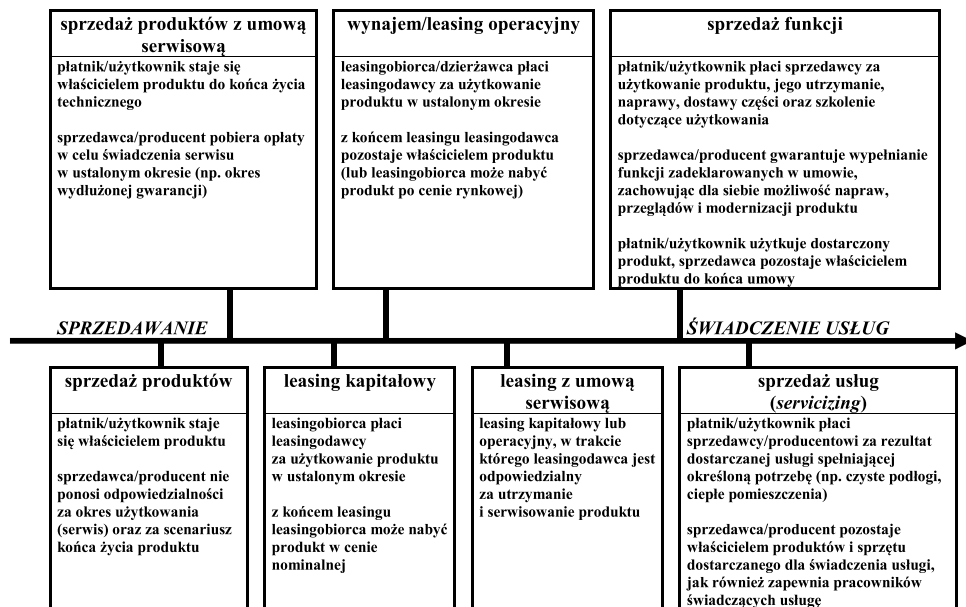 sprzedaż produktów z umową
serwisową
płatnik/użytkownik staje się
właścicielem produktu do końca życia
technicznego
sprzedawca/producent pobiera opłaty
w celu świadczenia serwisu
w ustalonym okresie (np. okres
wydłużonej gwarancji)
wynajem/leasing operacyjny
leasingobiorca/dzierżawca płaci
leasingodawcy za użytkowanie
produktu w ustalonym okresie
z końcem leasingu leasingodawca
pozostaje właścicielem produktu
(lub leasingobiorca może nabyć
produkt po cenie rynkowej)
sprzedaż funkcji
płatnik/użytkownik płaci sprzedawcy za
użytkowanie produktu, jego utrzymanie,
naprawy, dostawy części oraz szkolenie
dotyczące użytkowania
sprzedawca/producent gwarantuje wypełnianie
funkcji zadeklarowanych w umowie,
zachowując dla siebie możliwość napraw,
przeglądów i modernizacji produktu
płatnik/użytkownik użytkuje dostarczony
produkt, sprzedawca pozostaje właścicielem
produktu do końca umowy
SPRZEDAWANIE
ŚWIADCZENIE USŁUG
sprzedaż produktów
płatnik/użytkownik staje
się właścicielem produktu
sprzedawca/producent nie
ponosi odpowiedzialności
za okres użytkowania
(serwis) oraz za scenariusz
końca życia produktu
leasing kapitałowy
leasingobiorca płaci
leasingodawcy
za użytkowanie produktu
w ustalonym okresie
z końcem leasingu
leasingobiorca może nabyć
produkt w cenie
nominalnej
leasing z umową
serwisową
leasing kapitałowy lub
operacyjny, w trakcie
którego leasingodawca jest
odpowiedzialny
za utrzymanie
i serwisowanie produktu
sprzedaż usług
(servicizing)
płatnik/użytkownik płaci
sprzedawcy/producentowi za rezultat
dostarczanej usługi spełniającej
określoną potrzebę (np. czyste podłogi,
ciepłe pomieszczenia)
sprzedawca/producent pozostaje
właścicielem produktów i sprzętu
dostarczanego dla świadczenia usługi,
jak również zapewnia pracowników
świadczących usługę